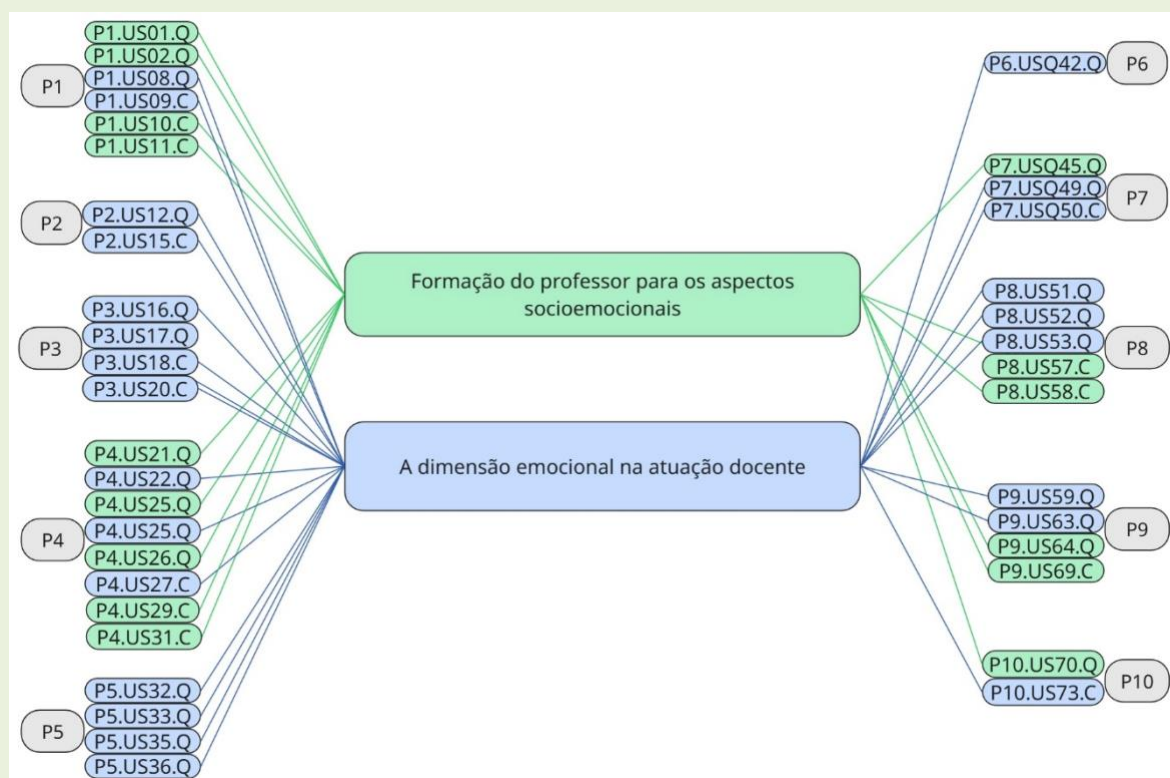 P1
P1.US01.Q
P1.US02.Q
P1.US08.Q
P1.US09.C
P1.US10.C
P1.US11.C
P2
P2.US12.Q
P2.US15.C
P3
P3.US16.Q
P3.US17.Q
P3.US18.C
P3.US20.C
P4
P4.US21.Q
P4.US22.Q
P4.US25.Q
P4.US25.Q
P4.US26.Q
P4.US27.C
P4.US29.C
P4.US31.C
P5
P5.US32.Q
P5.US33.Q
P5.US35.Q
P5.US36.Q
Formação do professor para os aspectos
socioemocionais
A dimensão emocional na atuação docente
P6.USQ42.Q
P6
P7.USQ45.Q
P7.USQ49.Q
P7.USQ50.C
P7
P8.US51.Q
P8.US52.Q
P8.US53.Q
P8.US57.C
P8.US58.C
P8
P9.US59.Q
P9.US63.Q
P9.US64.Q
P9.US69.C
P9
P10.US70.Q
P10.US73.C
P10